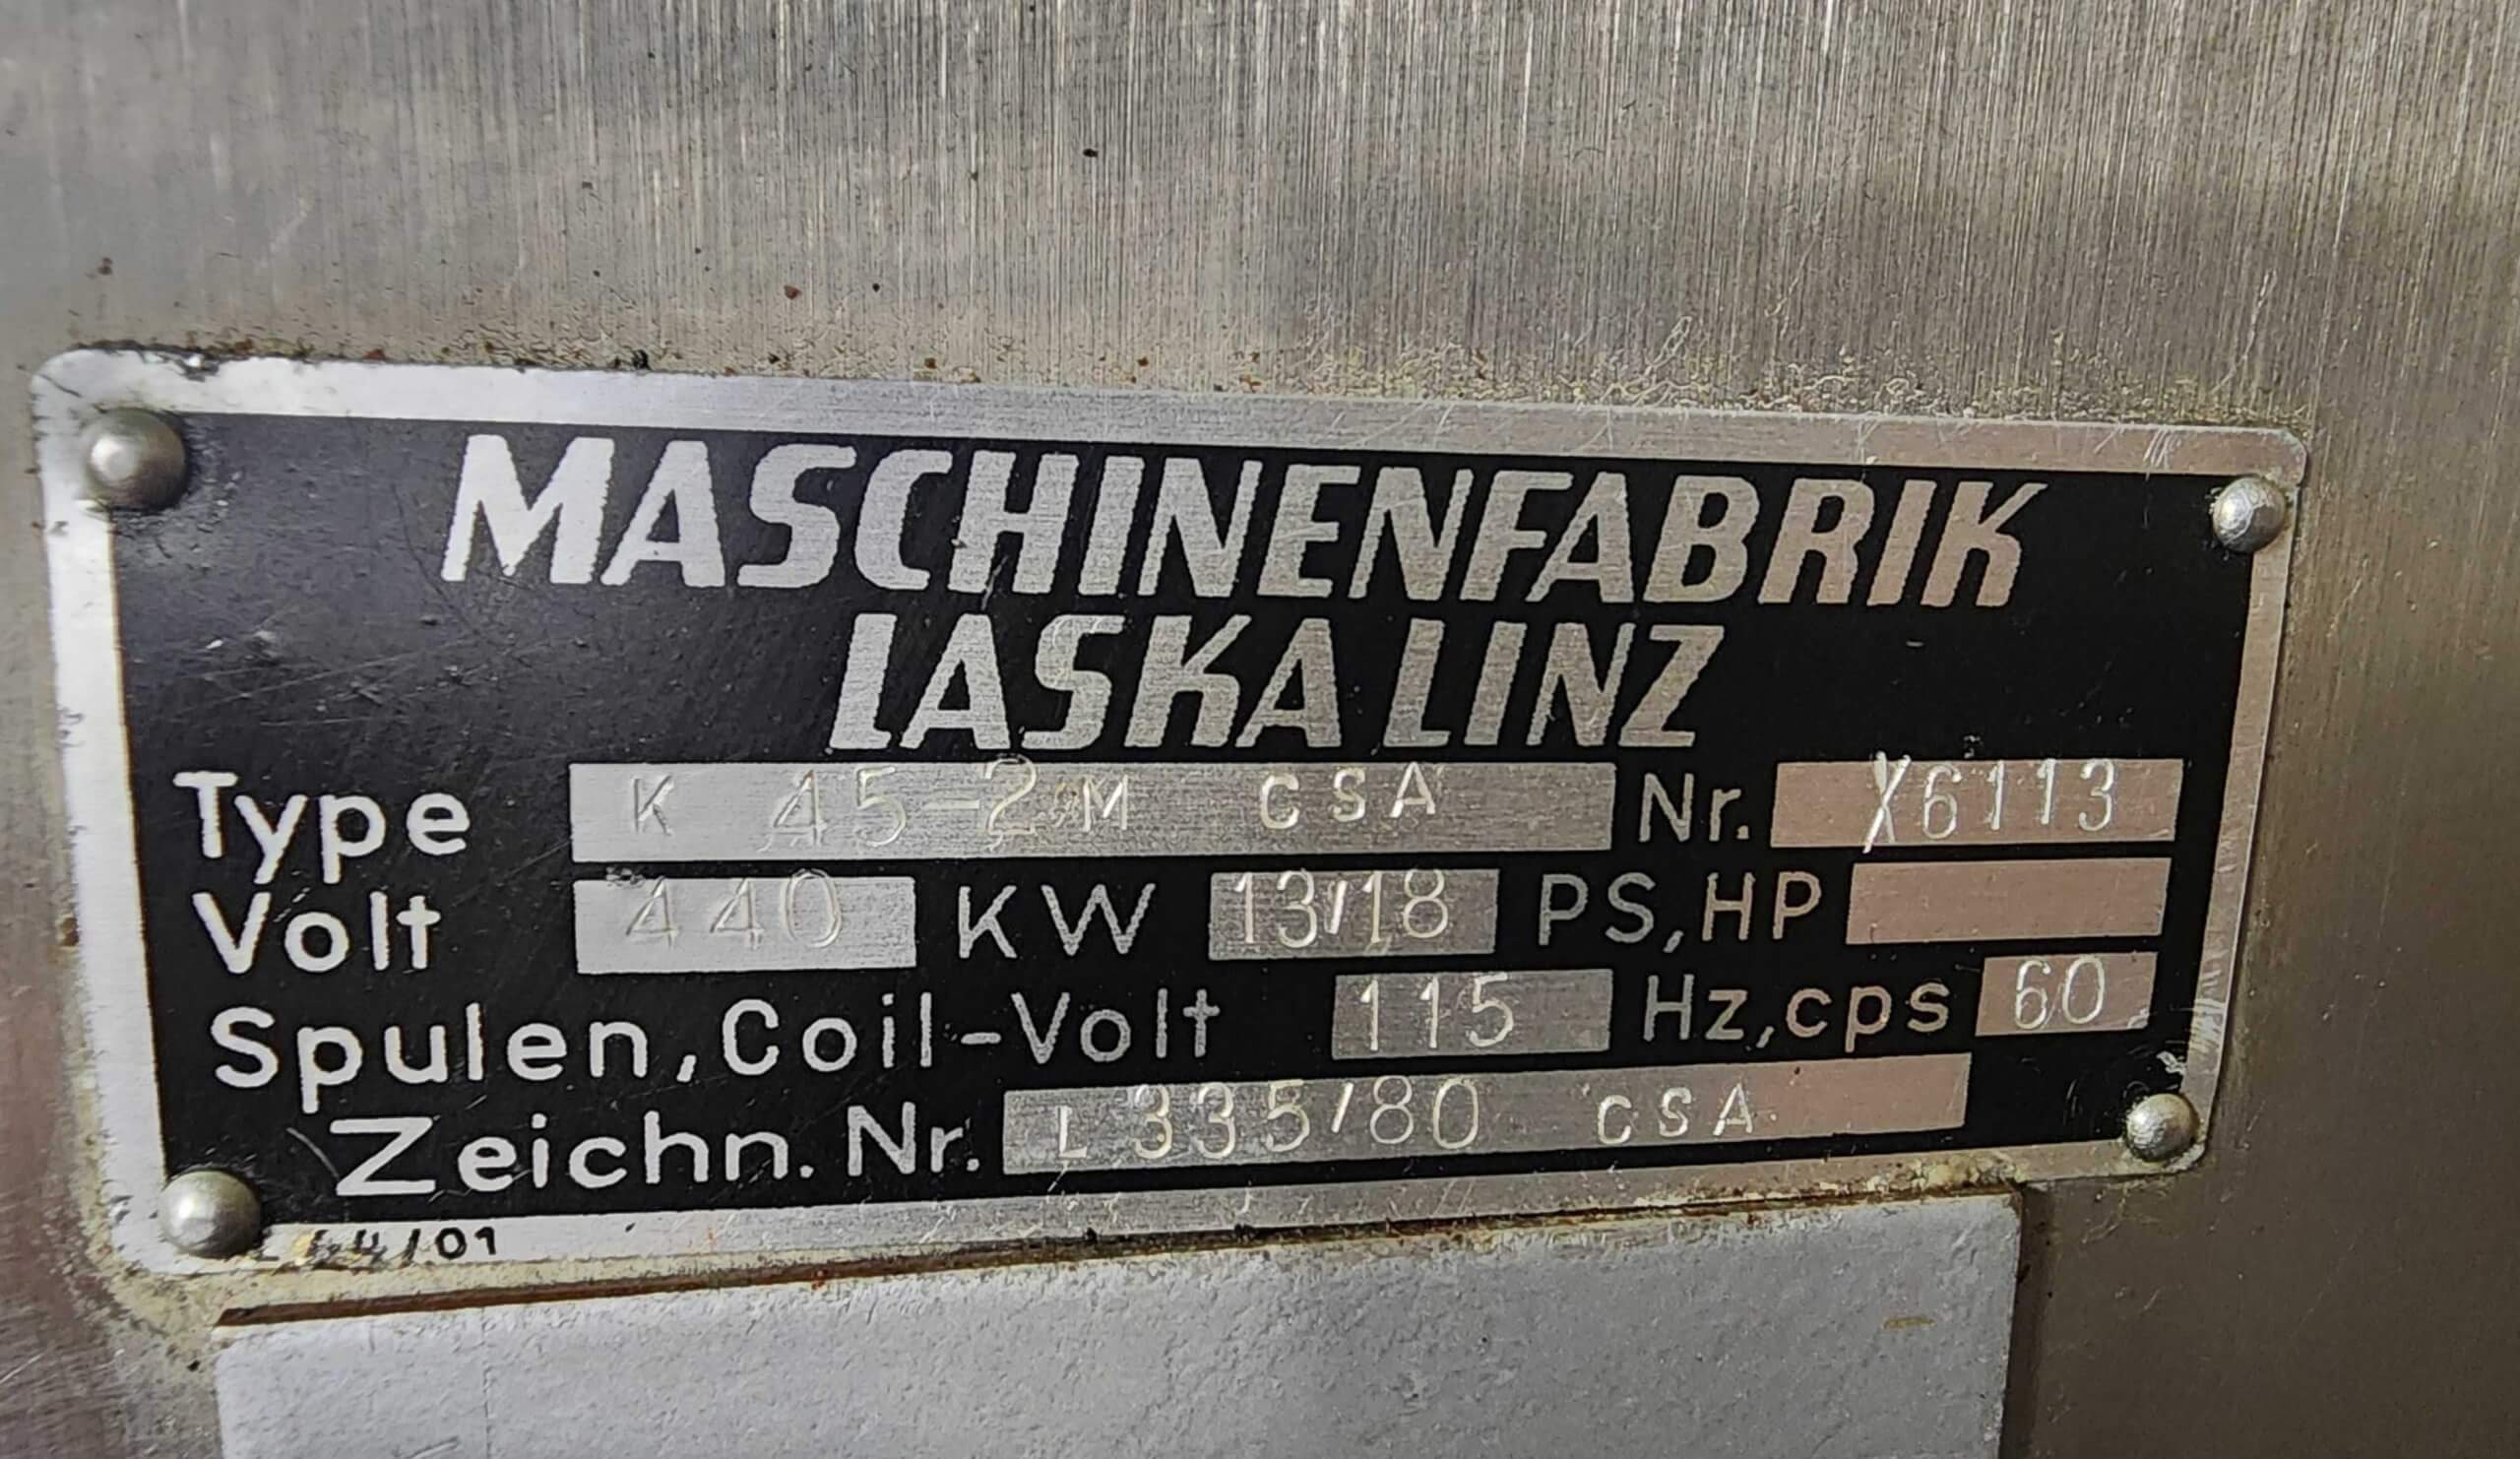 MASCHINENFABRIK
LASKA LINZ
Type K 45-2 M CSA Nr. X6113
Volt 440 KW 13/18 PS,HP
Spulen, Coil-Volt 115 Hz,cps 60
Zeichn. Nr. L 335/80 CSA